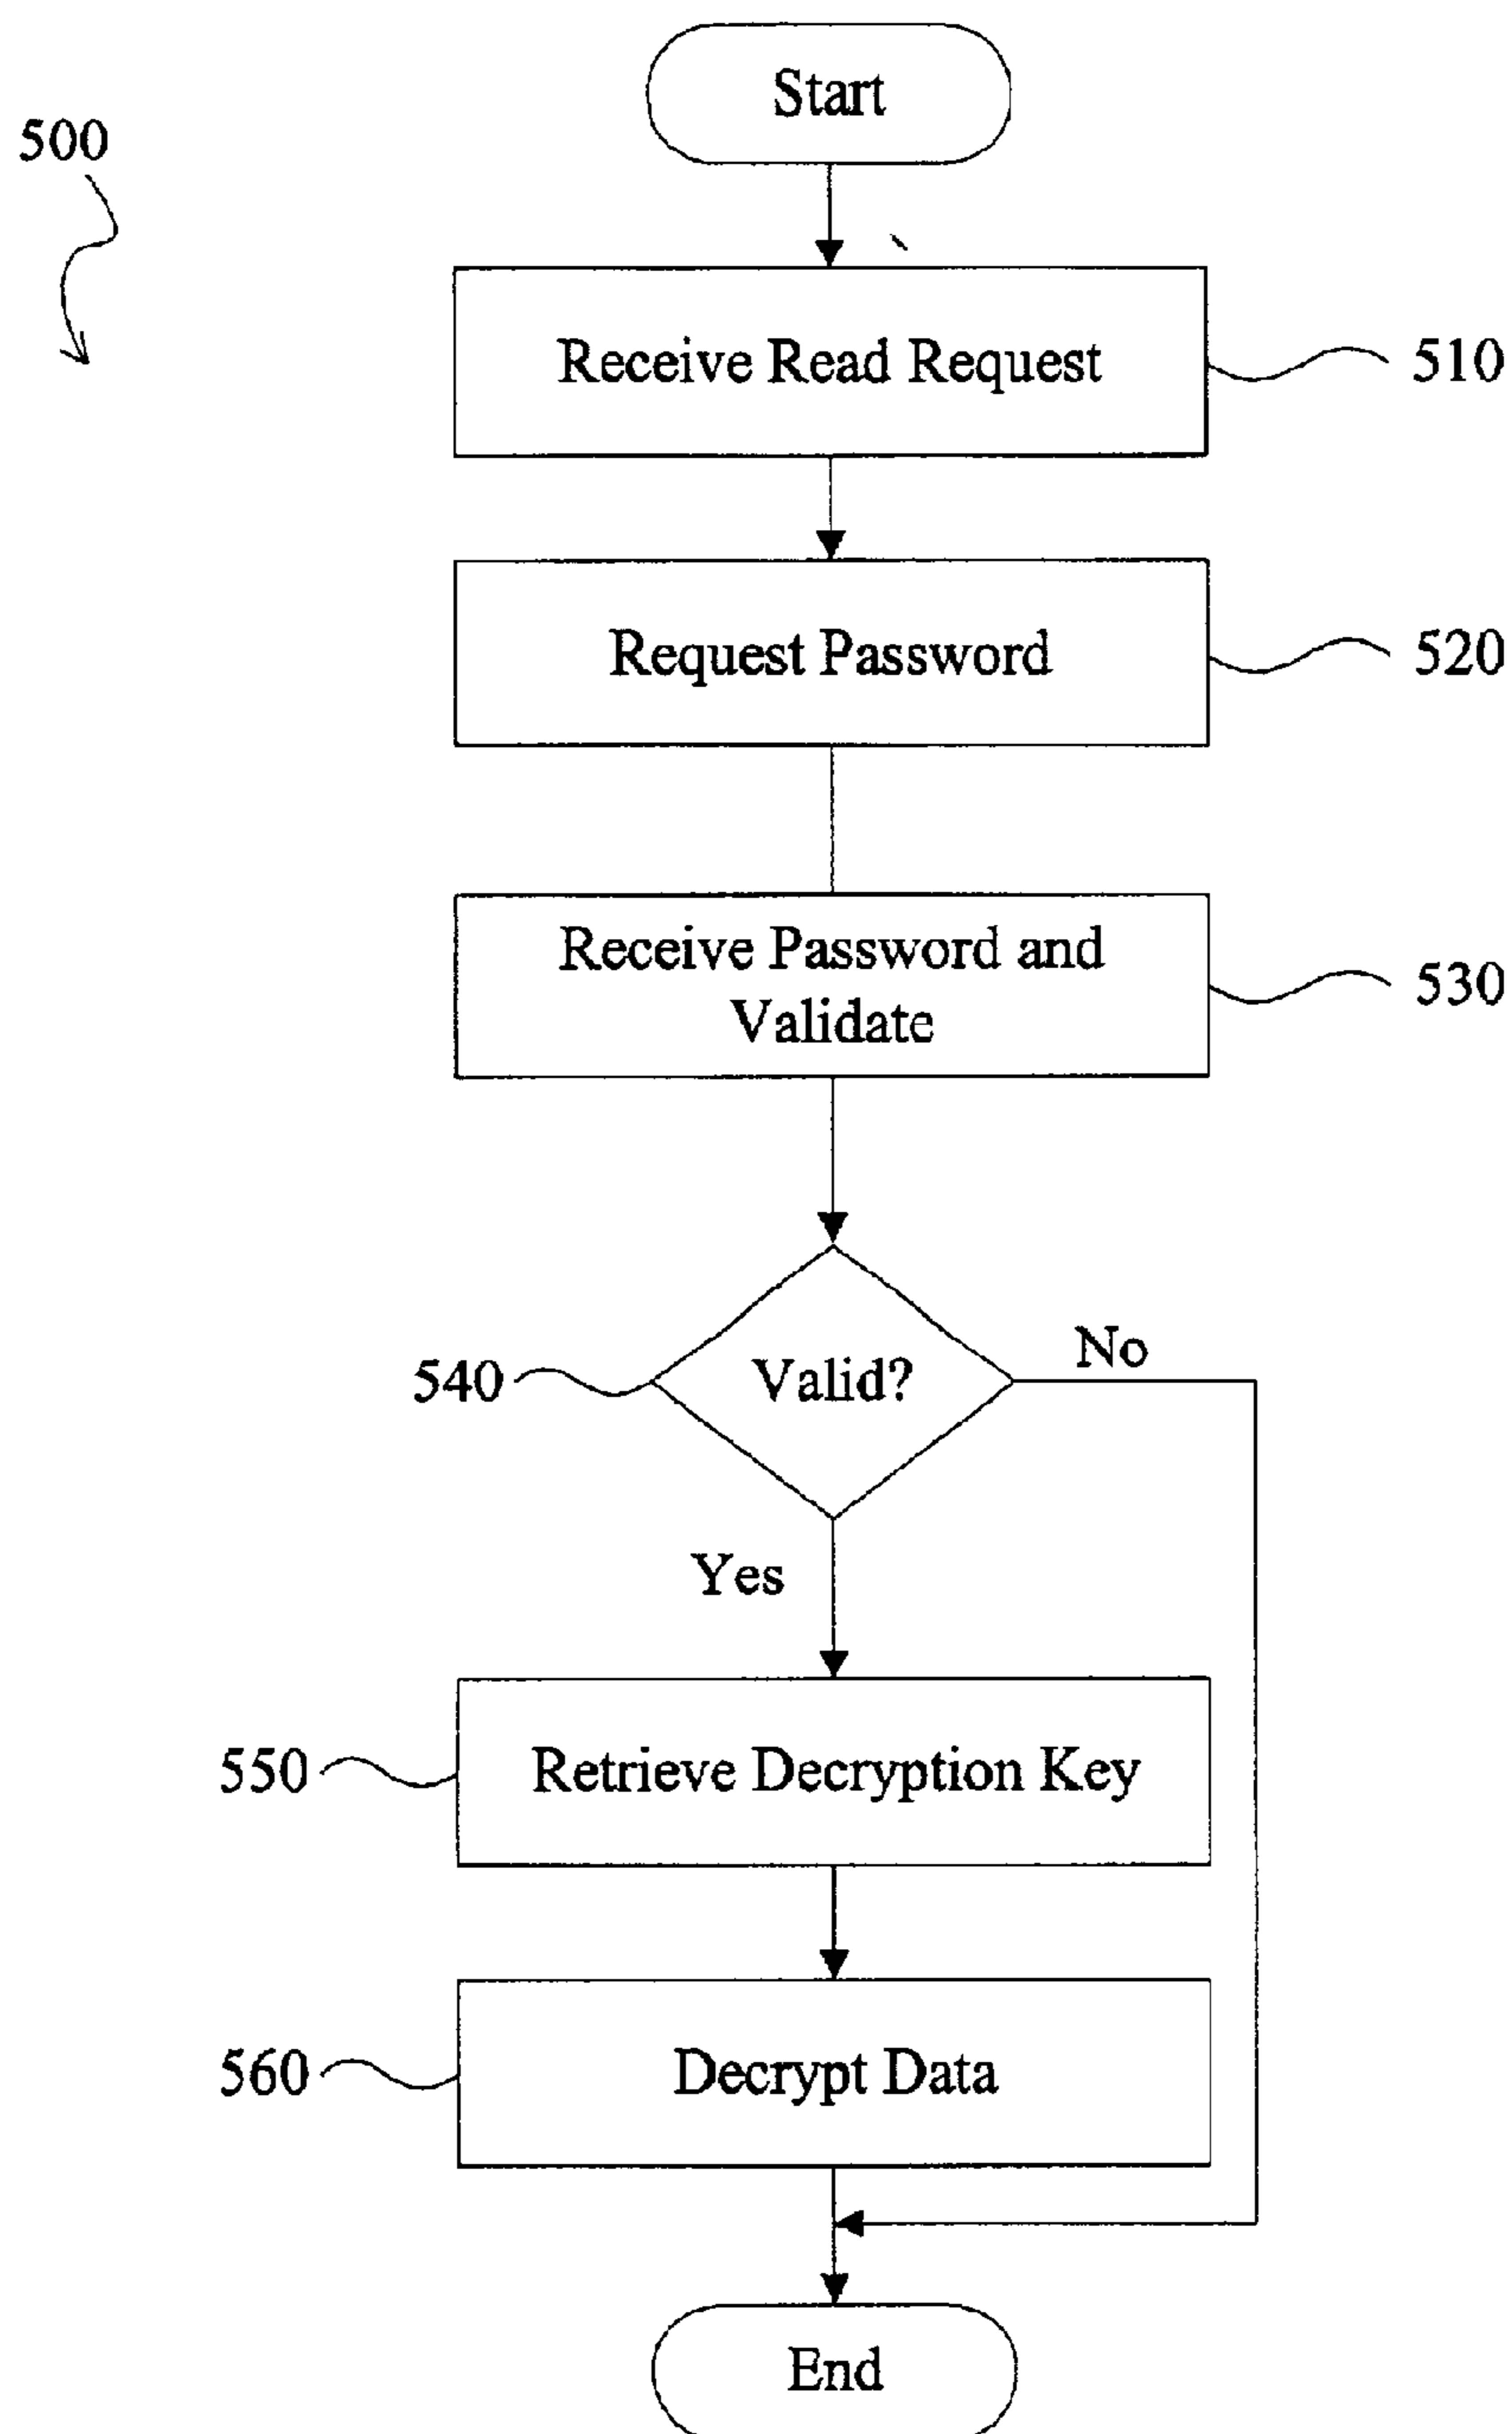 Start
500
Receive Read Request
510
Request Password
520
Receive Password and
Validate
530
540
Valid?
No
Yes
550
Retrieve Decryption Key
560
Decrypt Data
End